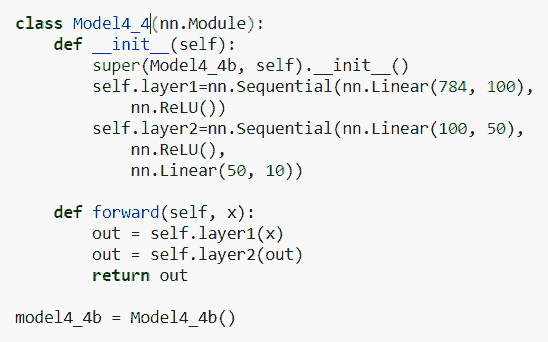 class Model4_4(nn.Module):
    def __init__(self):
        super(Model4_4b, self).__init__()
        self.layer1=nn.Sequential(nn.Linear(784, 100),
            nn.ReLU())
        self.layer2=nn.Sequential(nn.Linear(100, 50),
            nn.ReLU(),
            nn.Linear(50, 10))

    def forward(self, x):
        out = self.layer1(x)
        out = self.layer2(out)
        return out

model4_4b = Model4_4b()